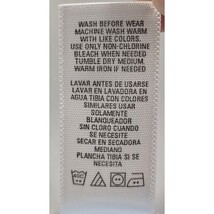 WASH BEFORE WEAR
MACHINE WASH WARM
WITH LIKE COLORS.
USE ONLY NON-CHLORINE
BLEACH WHEN NEEDED
TUMBLE DRY MEDIUM.
WARM IRON IF NEEDED
LAVAR ANTES DE USARSE
LAVAR EN LAVADORA EN
AGUA TIBIA CON COLORES
SIMILARES USAR
SOLAMENTE
BLANQUEADOR
SIN CLORO CUANDO
SE NECESITE
SECAR EN SECADORA
MEDIANO
PLANCHA TIBIA SI SE
NECESITA